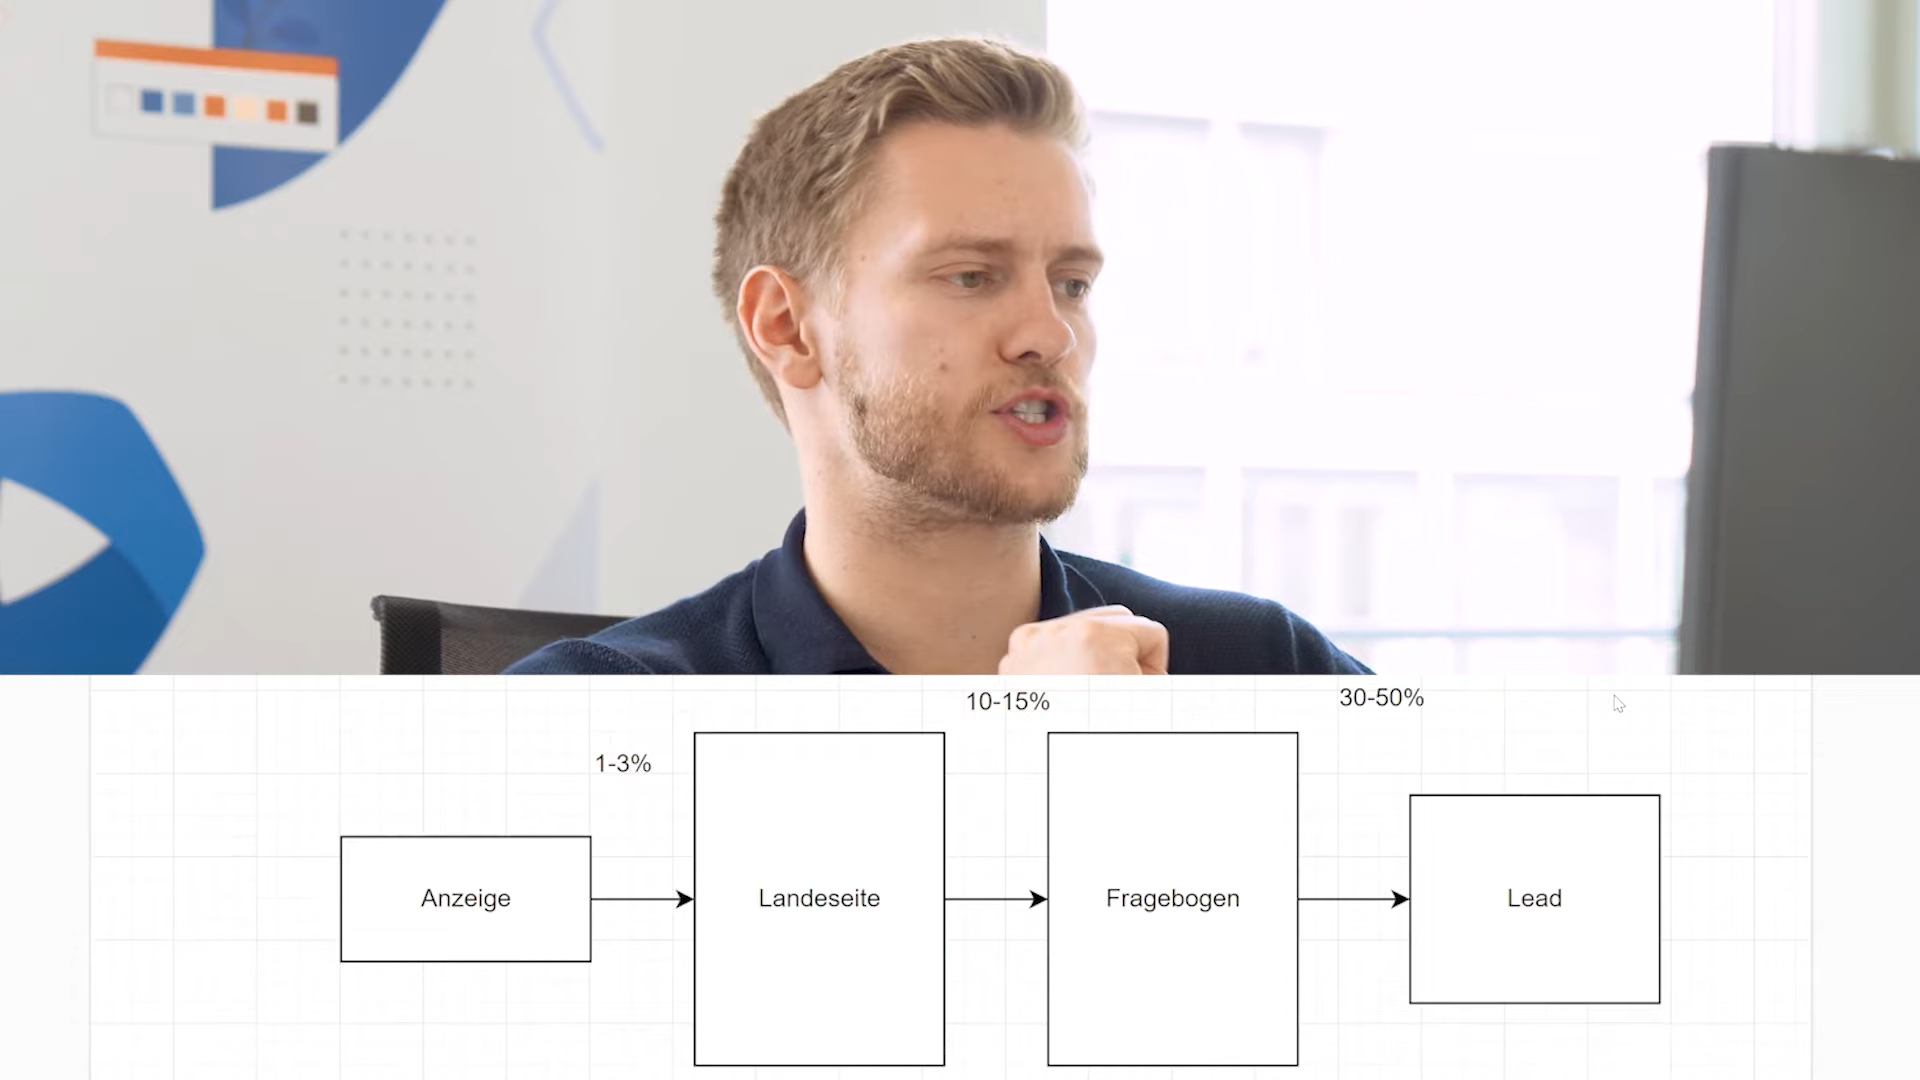 10-15%
30-50%
1-3%
Anzeige
Landeseite
Fragebogen
Lead